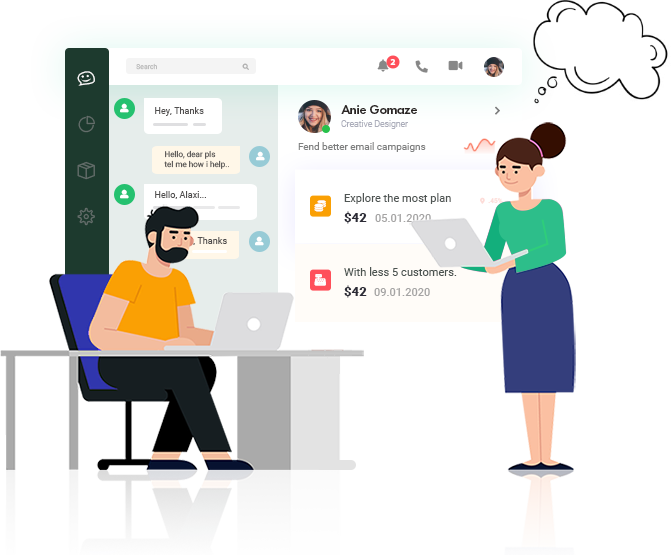 Search
2
Hey, Thanks
Hello, dear pls
tel me how i help..
Hello, Alaxi...
Thanks
Anie Gomaze
Creative Designer
Fend better email campaigns
Explore the most plan
$42 05.01.2020
With less 5 customers.
$42 09.01.2020